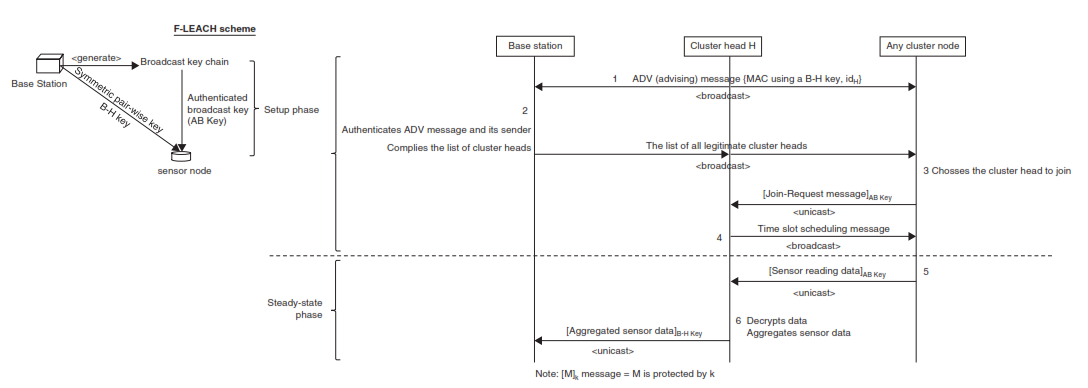 F-LEACH scheme
<generate>
Broadcast key chain
Base Station
Symmetric pair-wise key
B-H key
Authenticated
broadcast key
(AB Key)
Setup phase
sensor node
Base station
Cluster head H
Any cluster node
1 ADV (advising) message {MAC using a B-H key, idH}
<broadcast>
2
Authenticates ADV message and its sender
Complies the list of cluster heads
The list of all legitimate cluster heads
<broadcast>
3 Chosses the cluster head to join
[Join-Request message]AB Key
<unicast>
4
Time slot scheduling message
<broadcast>
[Sensor reading data]AB Key
5
<unicast>
Steady-state
phase
6 Decrypts data
Aggregates sensor data
[Aggregated sensor data]B-H Key
<unicast>
Note: [M]k message = M is protected by k